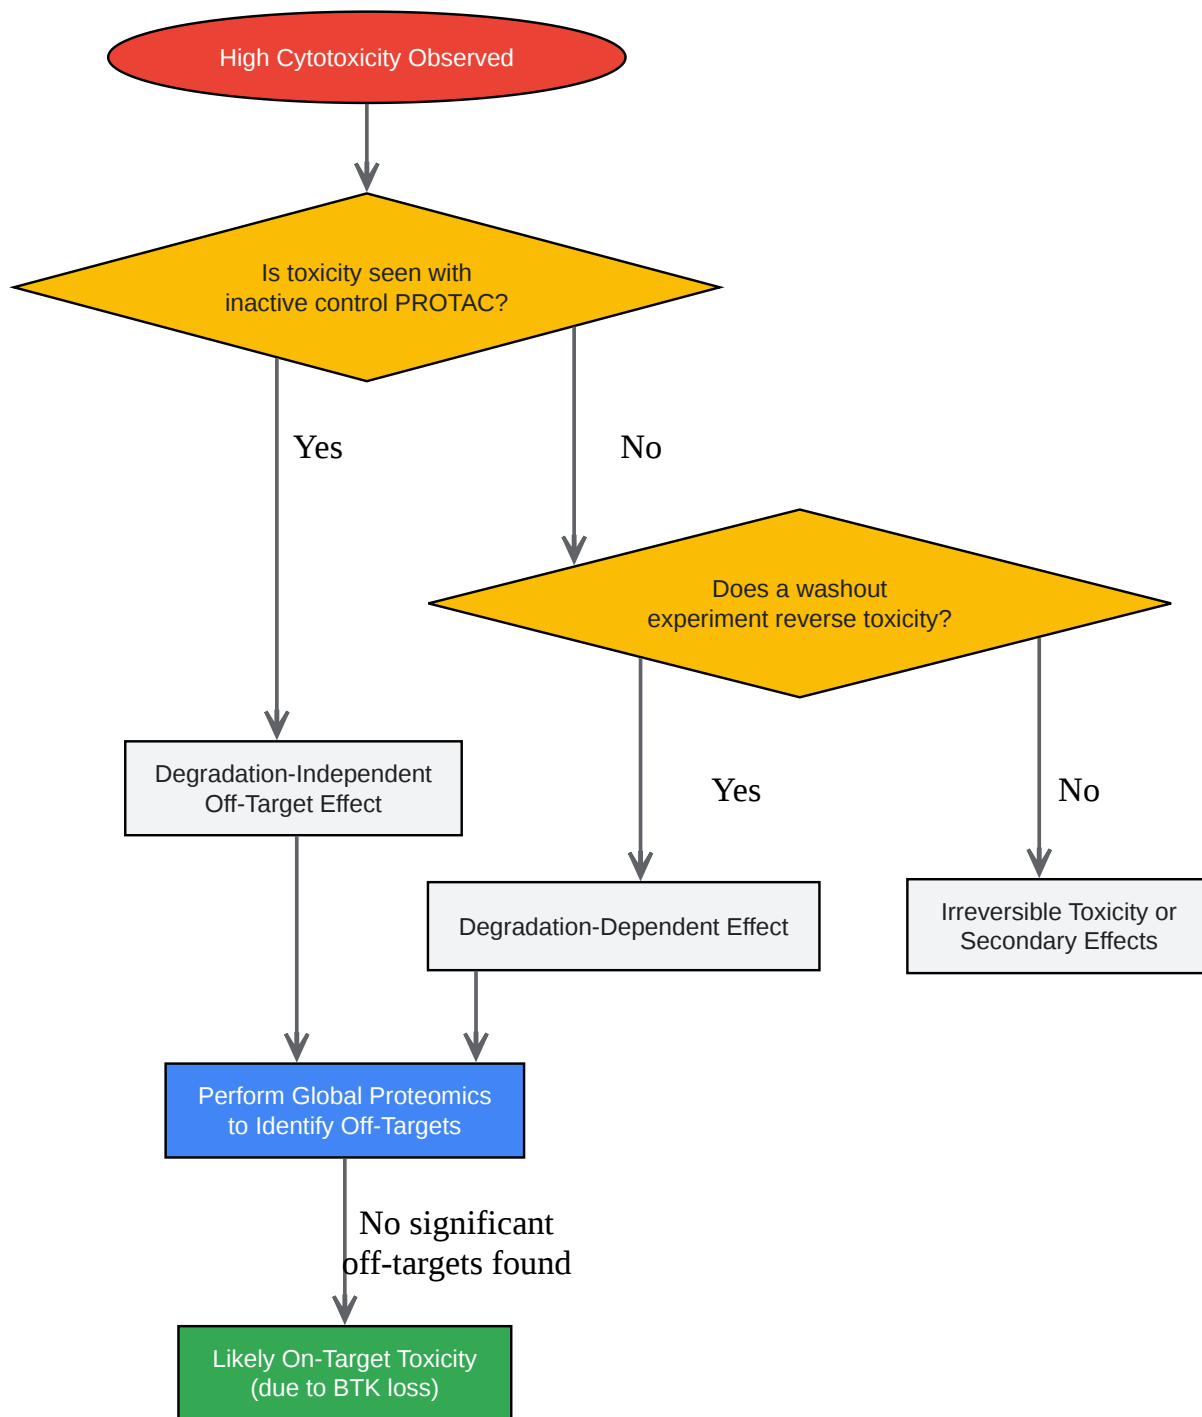 High Cytotoxicity Observed
Is toxicity seen with
inactive control PROTAC?
Yes
No
Does a washout
experiment reverse toxicity?
Degradation-Independent
Off-Target Effect
Yes
No
Degradation-Dependent Effect
Irreversible Toxicity or
Secondary Effects
Perform Global Proteomics
to Identify Off-Targets
No significant
off-targets found
Likely On-Target Toxicity
(due to BTK loss)